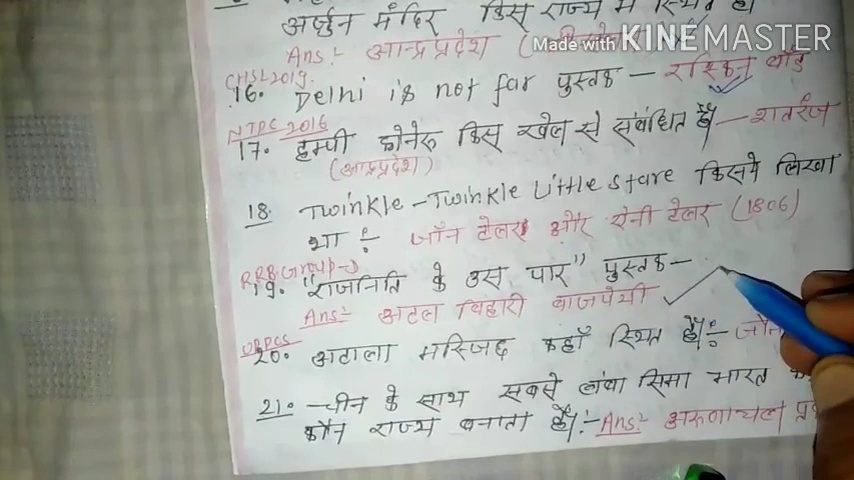 अर्जुन मंदिर किस राज्य में स्थित है।
Ans:- आन्ध्रप्रदेश (
Made with KINEMASTER
CHSL 2019.
16. Delhi is not far पुस्तक – रस्किन बॉंड
NTPC 2016
17. हम्पी कोनेरू किस खेल से संबंधित है। – शतरंज
(आंध्रप्रदेश)
18. Twinkle-Twinkle Little stare किसने लिखा
था ÷ जॉन टेलर और ऐनी टेलर (1806)
RRB. Group-D
19. "राजनिति के उस पार" पुस्तक –
Ans:- अटल बिहारी बाजपेयी
UPPCS
20. अटाला मस्जिद कहाँ स्थित है।÷ जौन
21. चीन के साथ सबसे लंबा सिमा भारत
कौन राज्य बनाता है।:- Ans:- अरुणाचल प्र